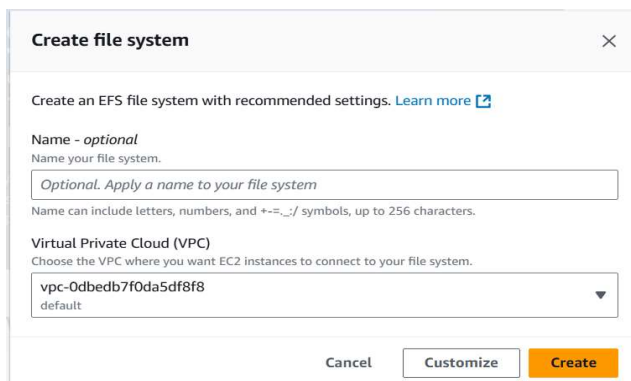 Create file system
Create an EFS file system with recommended settings. Learn more
Name - optional
Name your file system.
Optional. Apply a name to your file system
Name can include letters, numbers, and +-=._:/ symbols, up to 256 characters.
Virtual Private Cloud (VPC)
Choose the VPC where you want EC2 instances to connect to your file system.
vpc-0dbedb7f0da5df8f8
default
Cancel Customize Create